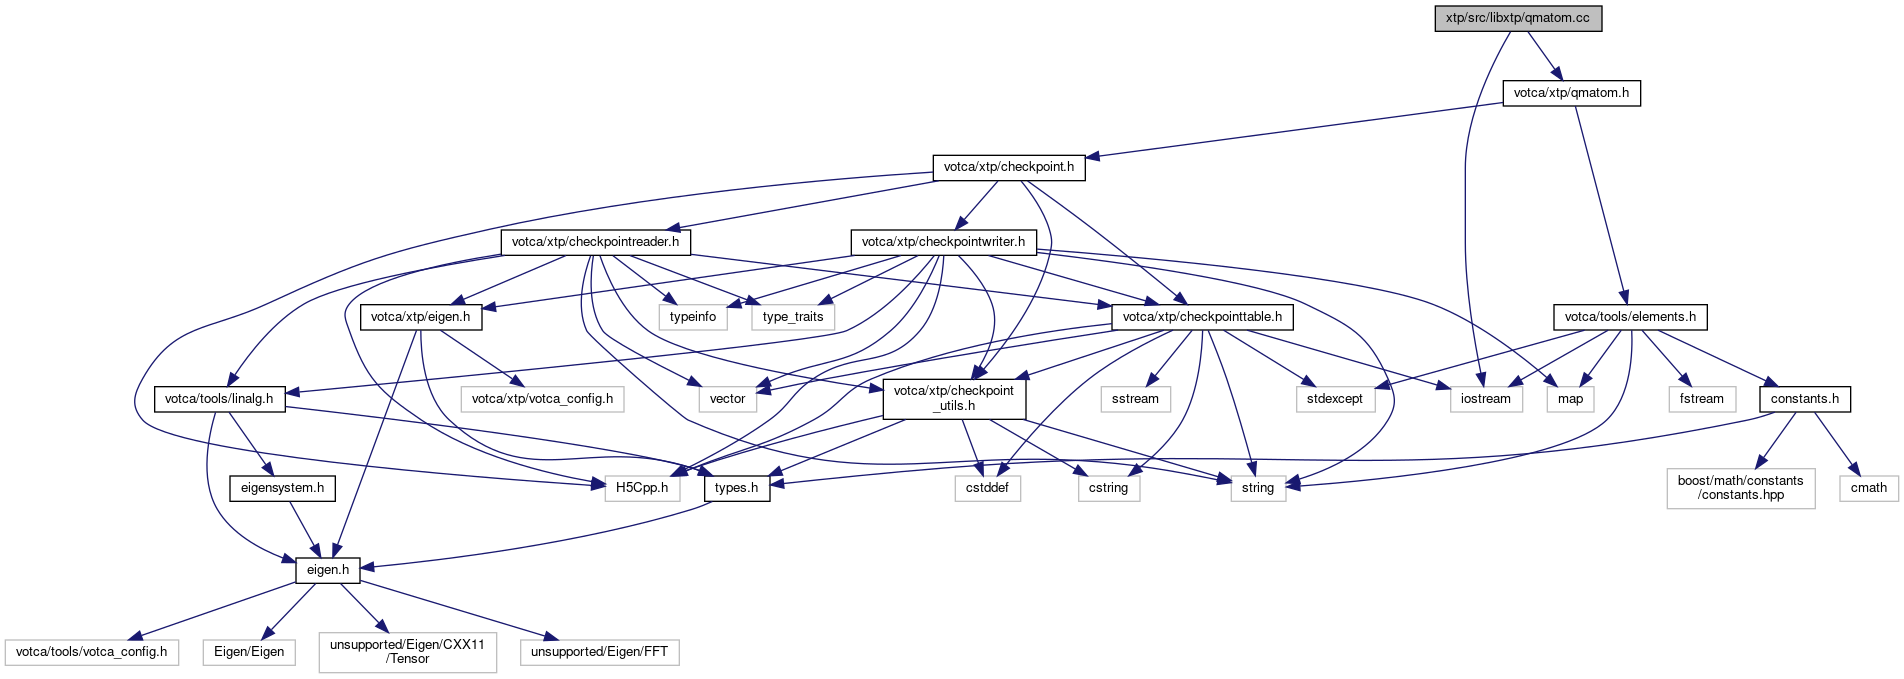 xtp/src/libxtp/qmatom.cc
votca/xtp/qmatom.h
votca/xtp/checkpoint.h
votca/xtp/checkpointreader.h
votca/xtp/checkpointwriter.h
votca/xtp/eigen.h
typeinfo
type_traits
votca/xtp/checkpointtable.h
votca/tools/elements.h
votca/tools/linalg.h
votca/xtp/votca_config.h
vector
votca/xtp/checkpoint
_utils.h
sstream
stdexcept
iostream
map
fstream
constants.h
eigensystem.h
H5Cpp.h
types.h
cstddef
cstring
string
boost/math/constants
/constants.hpp
cmath
eigen.h
votca/tools/votca_config.h
Eigen/Eigen
unsupported/Eigen/CXX11
/Tensor
unsupported/Eigen/FFT